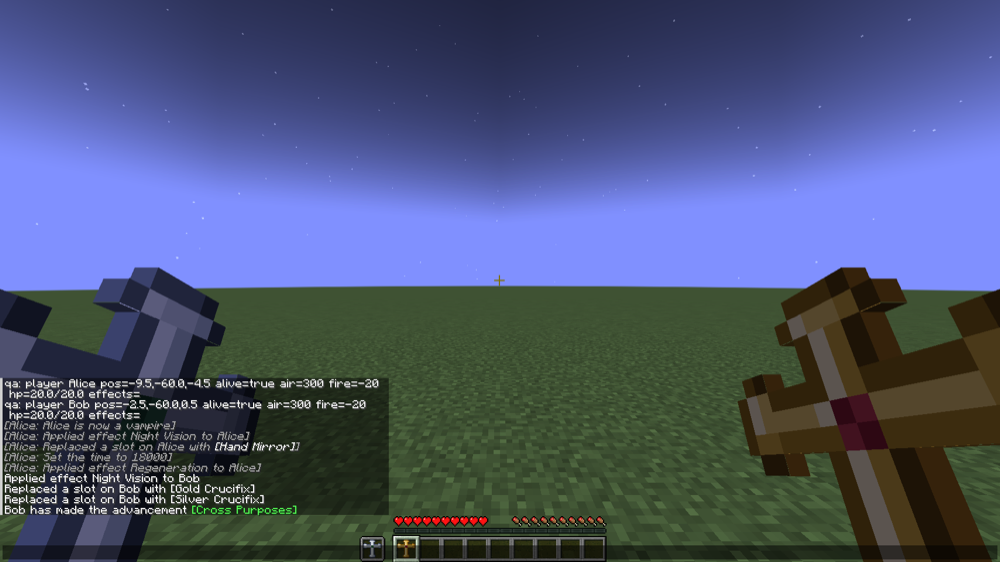 qa: player Alice pos=-9.5,-60.0,-4.5 alive=true air=300 fire=-20
hp=20.0/20.0 effects=
qa: player Bob pos=-2.5,-60.0,0.5 alive=true air=300 fire=-20
hp=20.0/20.0 effects=
[Alice: Alice is now a vampire]
[Alice: Applied effect Night Vision to Alice]
[Alice: Replaced a slot on Alice with [Hand Mirror]]
[Alice: Set the time to 18000]
[Alice: Applied effect Regeneration to Alice]
Applied effect Night Vision to Bob
Replaced a slot on Bob with [Gold Crucifix]
Replaced a slot on Bob with [Silver Crucifix]
Bob has made the advancement [Cross Purposes]